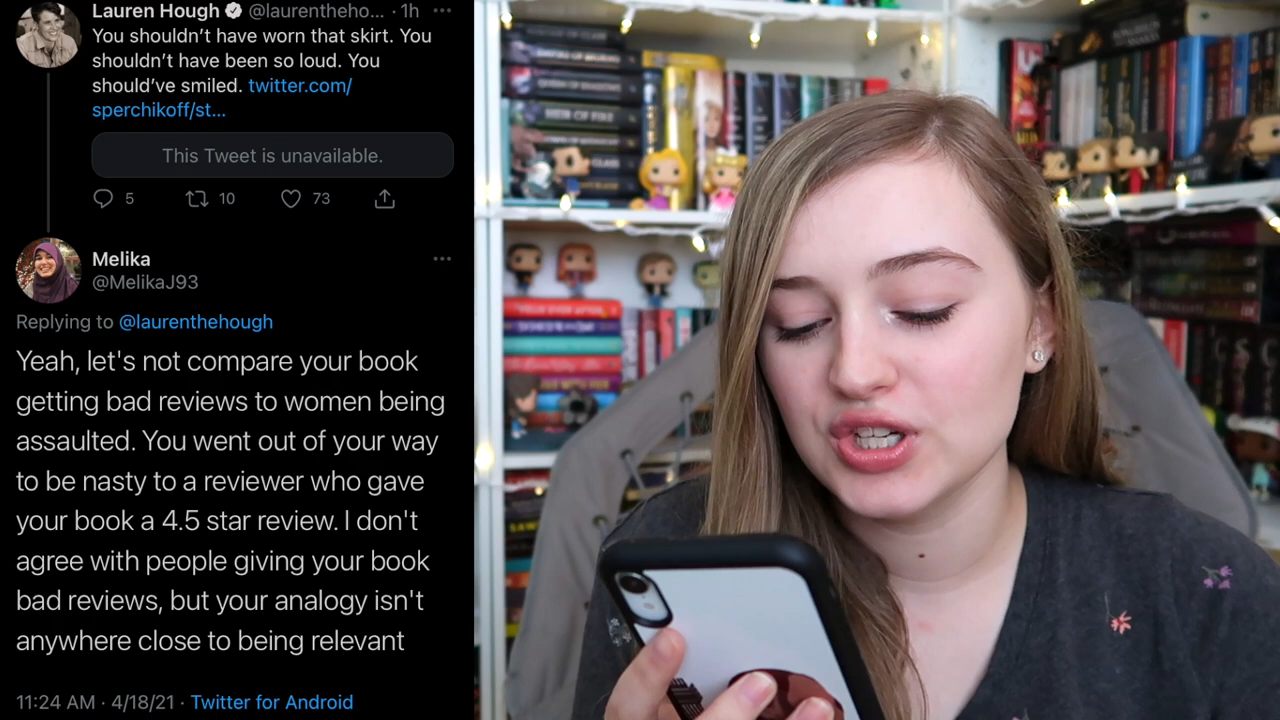 Lauren Hough @laurentheho... · 1h ···
You shouldn’t have worn that skirt. You
shouldn’t have been so loud. You
should’ve smiled. twitter.com/
sperchikoff/st...
This Tweet is unavailable.
5 10 73
Melika ···
@MelikaJ93
Replying to @laurenthehough
Yeah, let's not compare your book
getting bad reviews to women being
assaulted. You went out of your way
to be nasty to a reviewer who gave
your book a 4.5 star review. I don't
agree with people giving your book
bad reviews, but your analogy isn't
anywhere close to being relevant
11:24 AM · 4/18/21 · Twitter for Android
HEIR OF FIRE